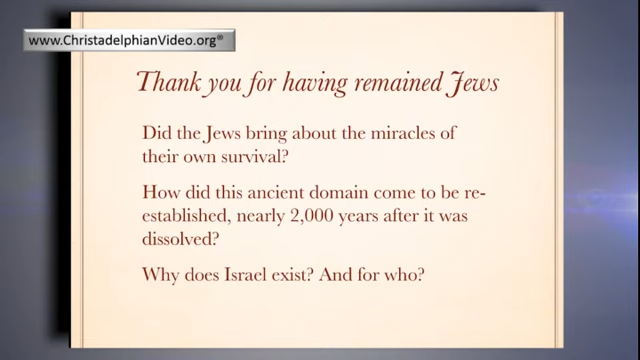 www.ChristadelphianVideo.org®
Thank you for having remained Jews
Did the Jews bring about the miracles of
their own survival?
How did this ancient domain come to be re-
established, nearly 2,000 years after it was
dissolved?
Why does Israel exist? And for who?